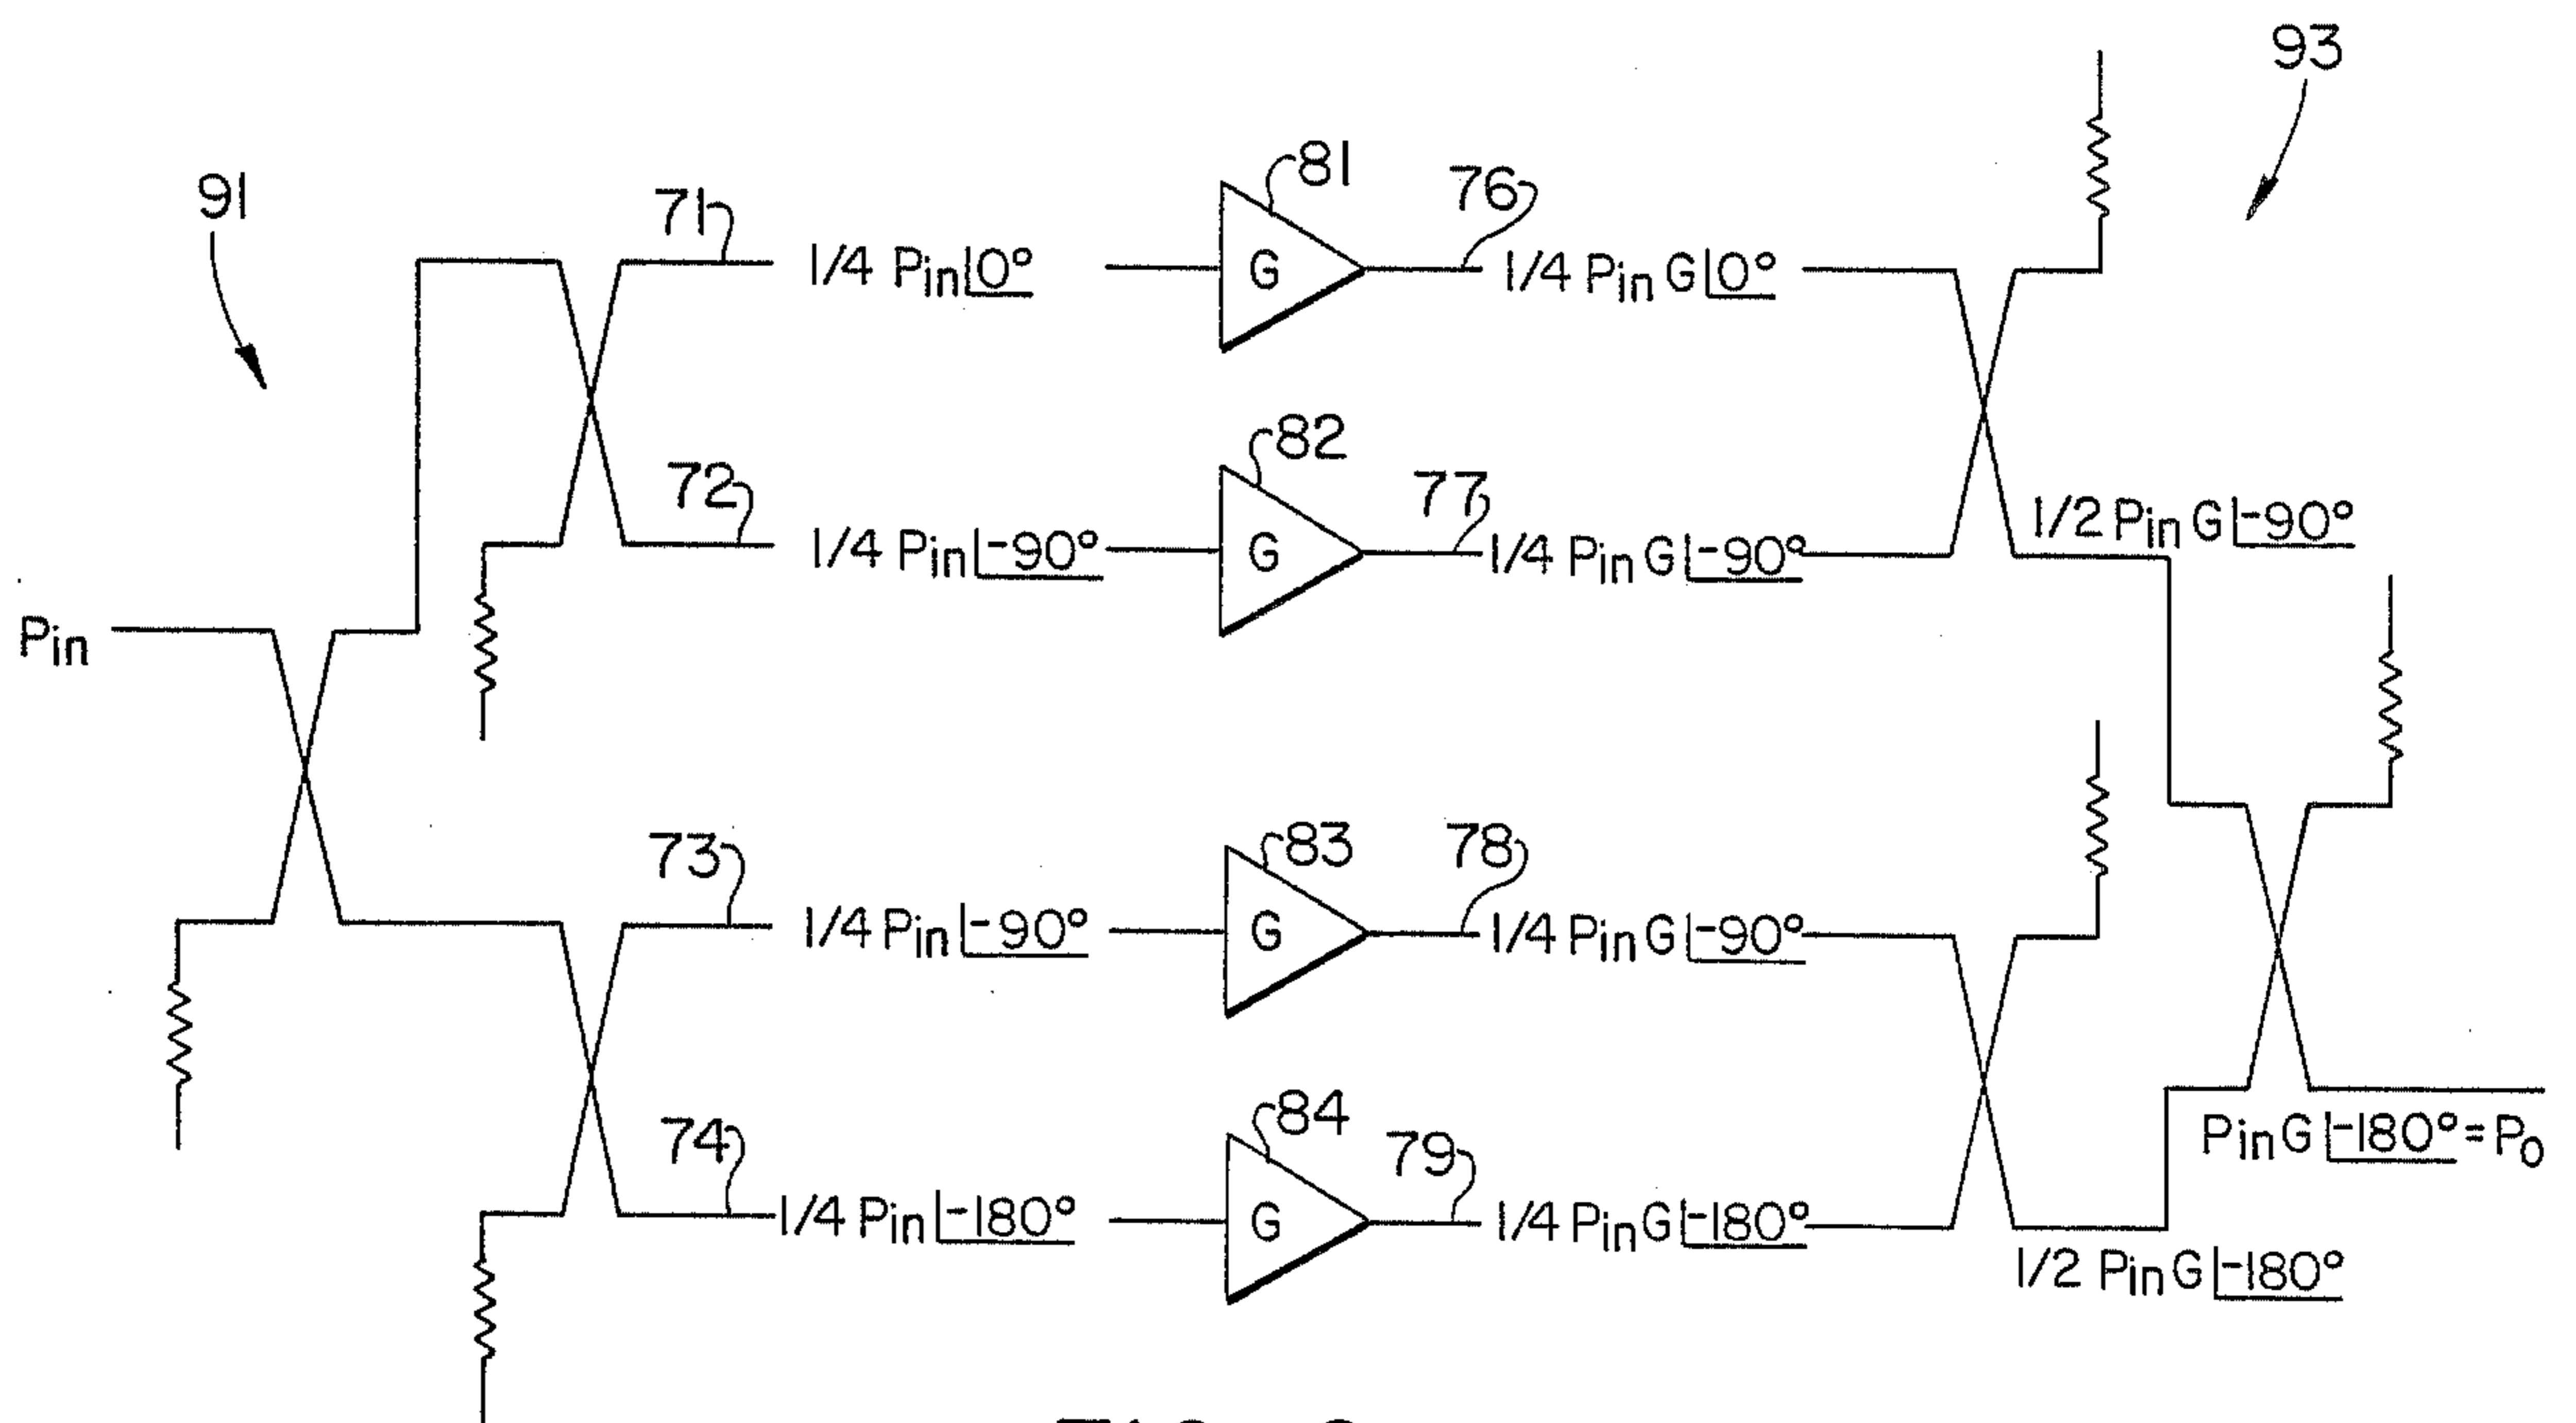 93
91
71
1/4 Pin|0°
81
G
76
1/4 Pin G|0°
72
1/4 Pin|-90°
82
G
77
1/4 Pin G|-90°
1/2 Pin G|-90°
Pin
73
1/4 Pin|-90°
83
G
78
1/4 Pin G|-90°
74
1/4 Pin|-180°
84
G
79
1/4 Pin G|-180°
Pin G|-180° = Po
1/2 Pin G|-180°